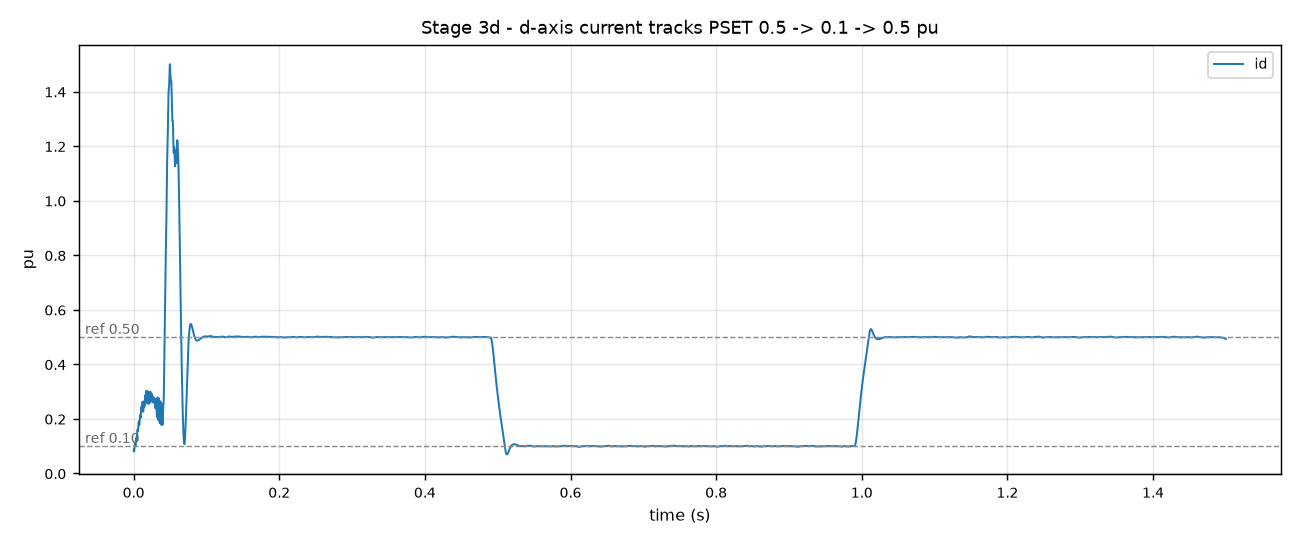 Stage 3d - d-axis current tracks PSET 0.5 -> 0.1 -> 0.5 pu
id
1.4
1.2
1.0
0.8
0.6
0.4
0.2
0.0
pu
ref 0.50
ref 0.10
0.0 0.2 0.4 0.6 0.8 1.0 1.2 1.4
time (s)